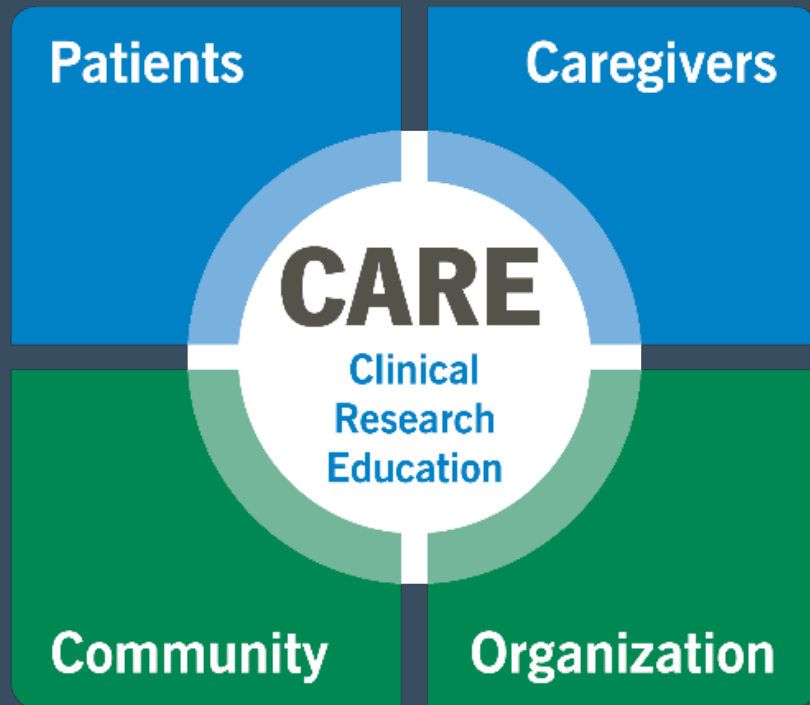 Patients
Caregivers
CARE
Clinical
Research
Education
Community
Organization